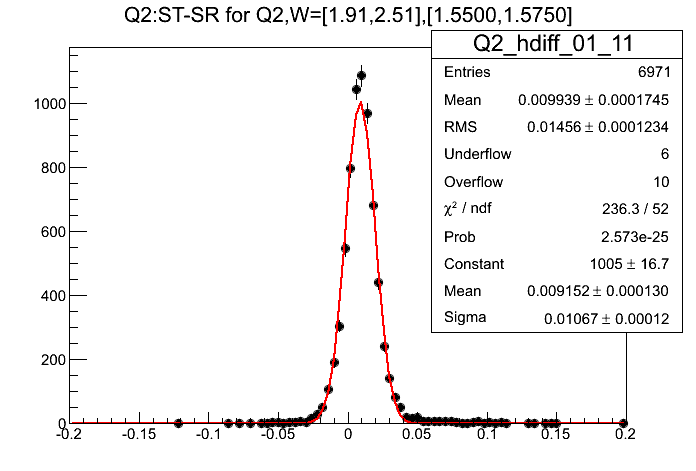 Q2:ST-SR for Q2,W=[1.91,2.51],[1.5500,1.5750]
Q2_hdiff_01_11
Entries 6971
Mean 0.009939 ± 0.0001745
RMS 0.01456 ± 0.0001234
Underflow 6
Overflow 10
χ² / ndf 236.3 / 52
Prob 2.573e-25
Constant 1005 ± 16.7
Mean 0.009152 ± 0.000130
Sigma 0.01067 ± 0.00012
1000
800
600
400
200
0
-0.2 -0.15 -0.1 -0.05 0 0.05 0.1 0.15 0.2